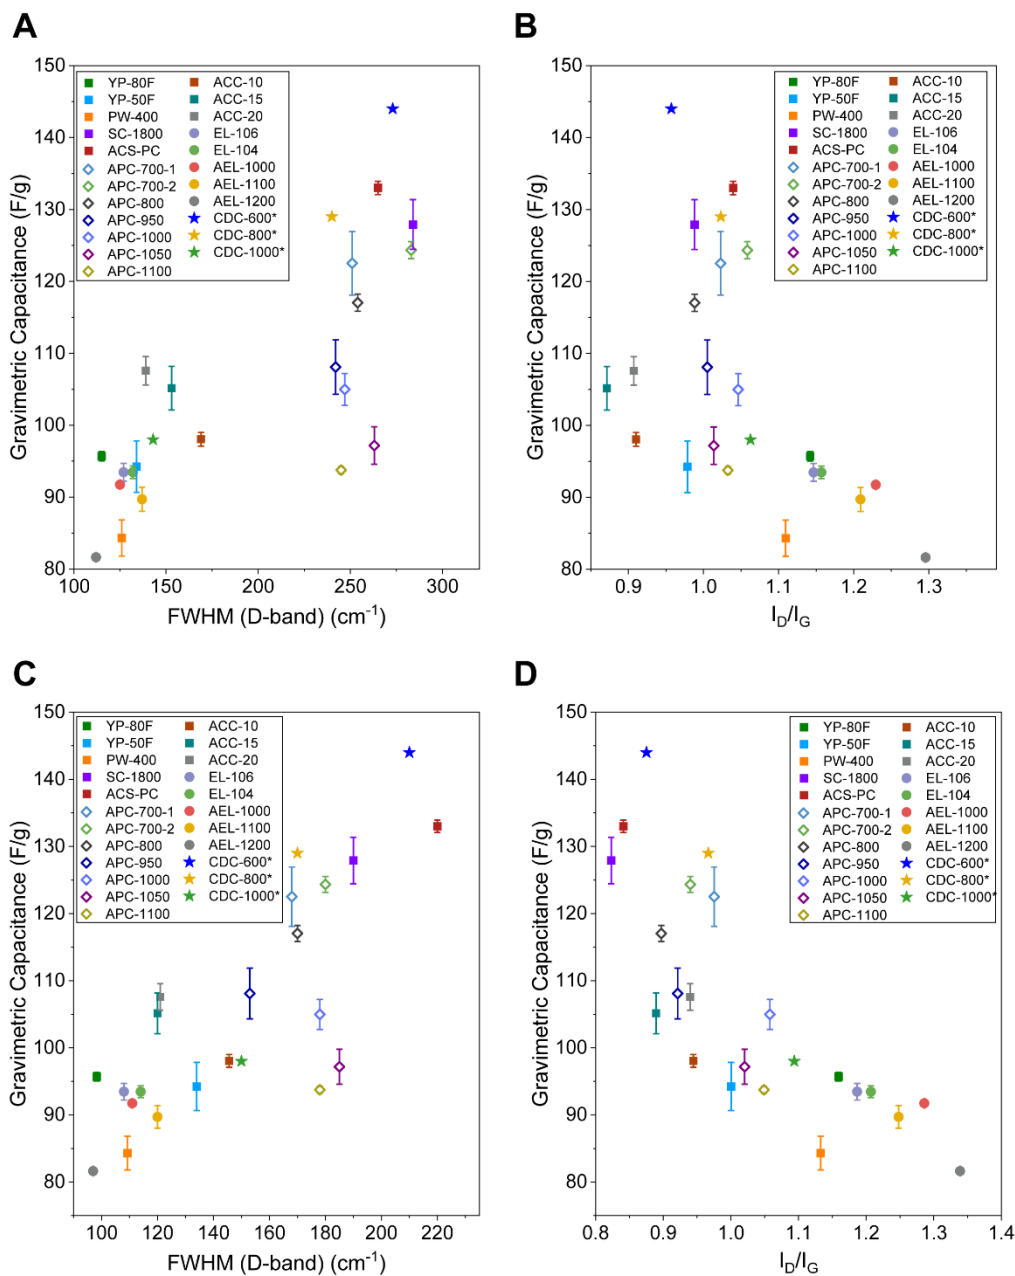 A
Gravimetric Capacitance (F/g)
150
140
130
120
110
100
90
80
YP-80F
YP-50F
PW-400
SC-1800
ACS-PC
APC-700-1
APC-700-2
APC-800
APC-950
APC-1000
APC-1050
APC-1100
ACC-10
ACC-15
ACC-20
EL-106
EL-104
AEL-1000
AEL-1100
AEL-1200
CDC-600*
CDC-800*
CDC-1000*
100 150 200 250 300
FWHM (D-band) (cm⁻¹)
B
Gravimetric Capacitance (F/g)
150
140
130
120
110
100
90
80
YP-80F
YP-50F
PW-400
SC-1800
ACS-PC
APC-700-1
APC-700-2
APC-800
APC-950
APC-1000
APC-1050
APC-1100
ACC-10
ACC-15
ACC-20
EL-106
EL-104
AEL-1000
AEL-1100
AEL-1200
CDC-600*
CDC-800*
CDC-1000*
0.9 1.0 1.1 1.2 1.3
I_D/I_G
C
Gravimetric Capacitance (F/g)
150
140
130
120
110
100
90
80
YP-80F
YP-50F
PW-400
SC-1800
ACS-PC
APC-700-1
APC-700-2
APC-800
APC-950
APC-1000
APC-1050
APC-1100
ACC-10
ACC-15
ACC-20
EL-106
EL-104
AEL-1000
AEL-1100
AEL-1200
CDC-600*
CDC-800*
CDC-1000*
100 120 140 160 180 200 220
FWHM (D-band) (cm⁻¹)
D
Gravimetric Capacitance (F/g)
150
140
130
120
110
100
90
80
YP-80F
YP-50F
PW-400
SC-1800
ACS-PC
APC-700-1
APC-700-2
APC-800
APC-950
APC-1000
APC-1050
APC-1100
ACC-10
ACC-15
ACC-20
EL-106
EL-104
AEL-1000
AEL-1100
AEL-1200
CDC-600*
CDC-800*
CDC-1000*
0.8 0.9 1.0 1.1 1.2 1.3 1.4
I_D/I_G